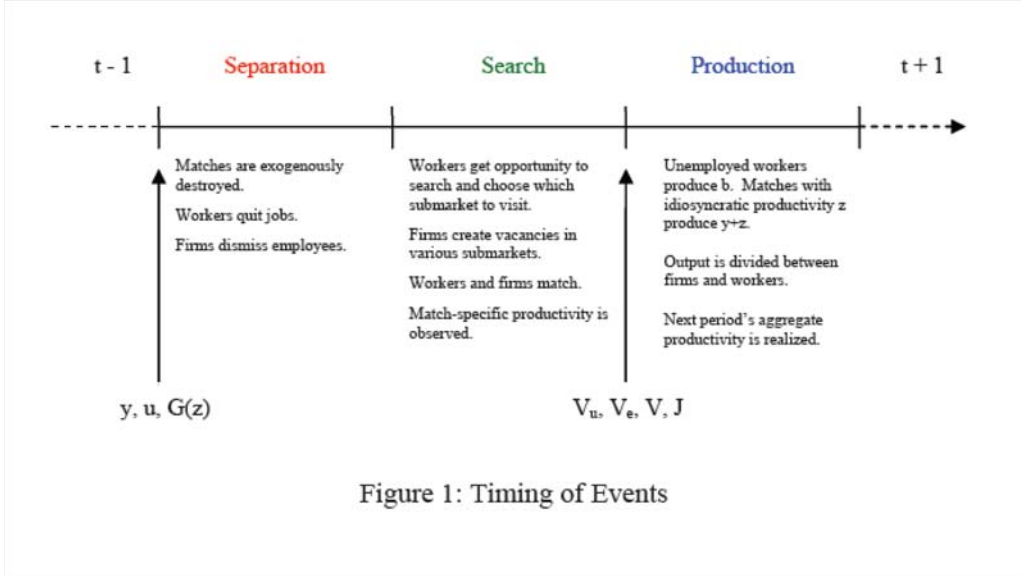 t - 1
Separation
Search
Production
t + 1
Matches are exogenously
destroyed.
Workers quit jobs.
Firms dismiss employees.
Workers get opportunity to
search and choose which
submarket to visit.
Firms create vacancies in
various submarkets.
Workers and firms match.
Match-specific productivity is
observed.
Unemployed workers
produce b. Matches with
idiosyncratic productivity z
produce y+z.
Output is divided between
firms and workers.
Next period's aggregate
productivity is realized.
y, u, G(z)
Vᵤ, Vₑ, V, J
Figure 1: Timing of Events